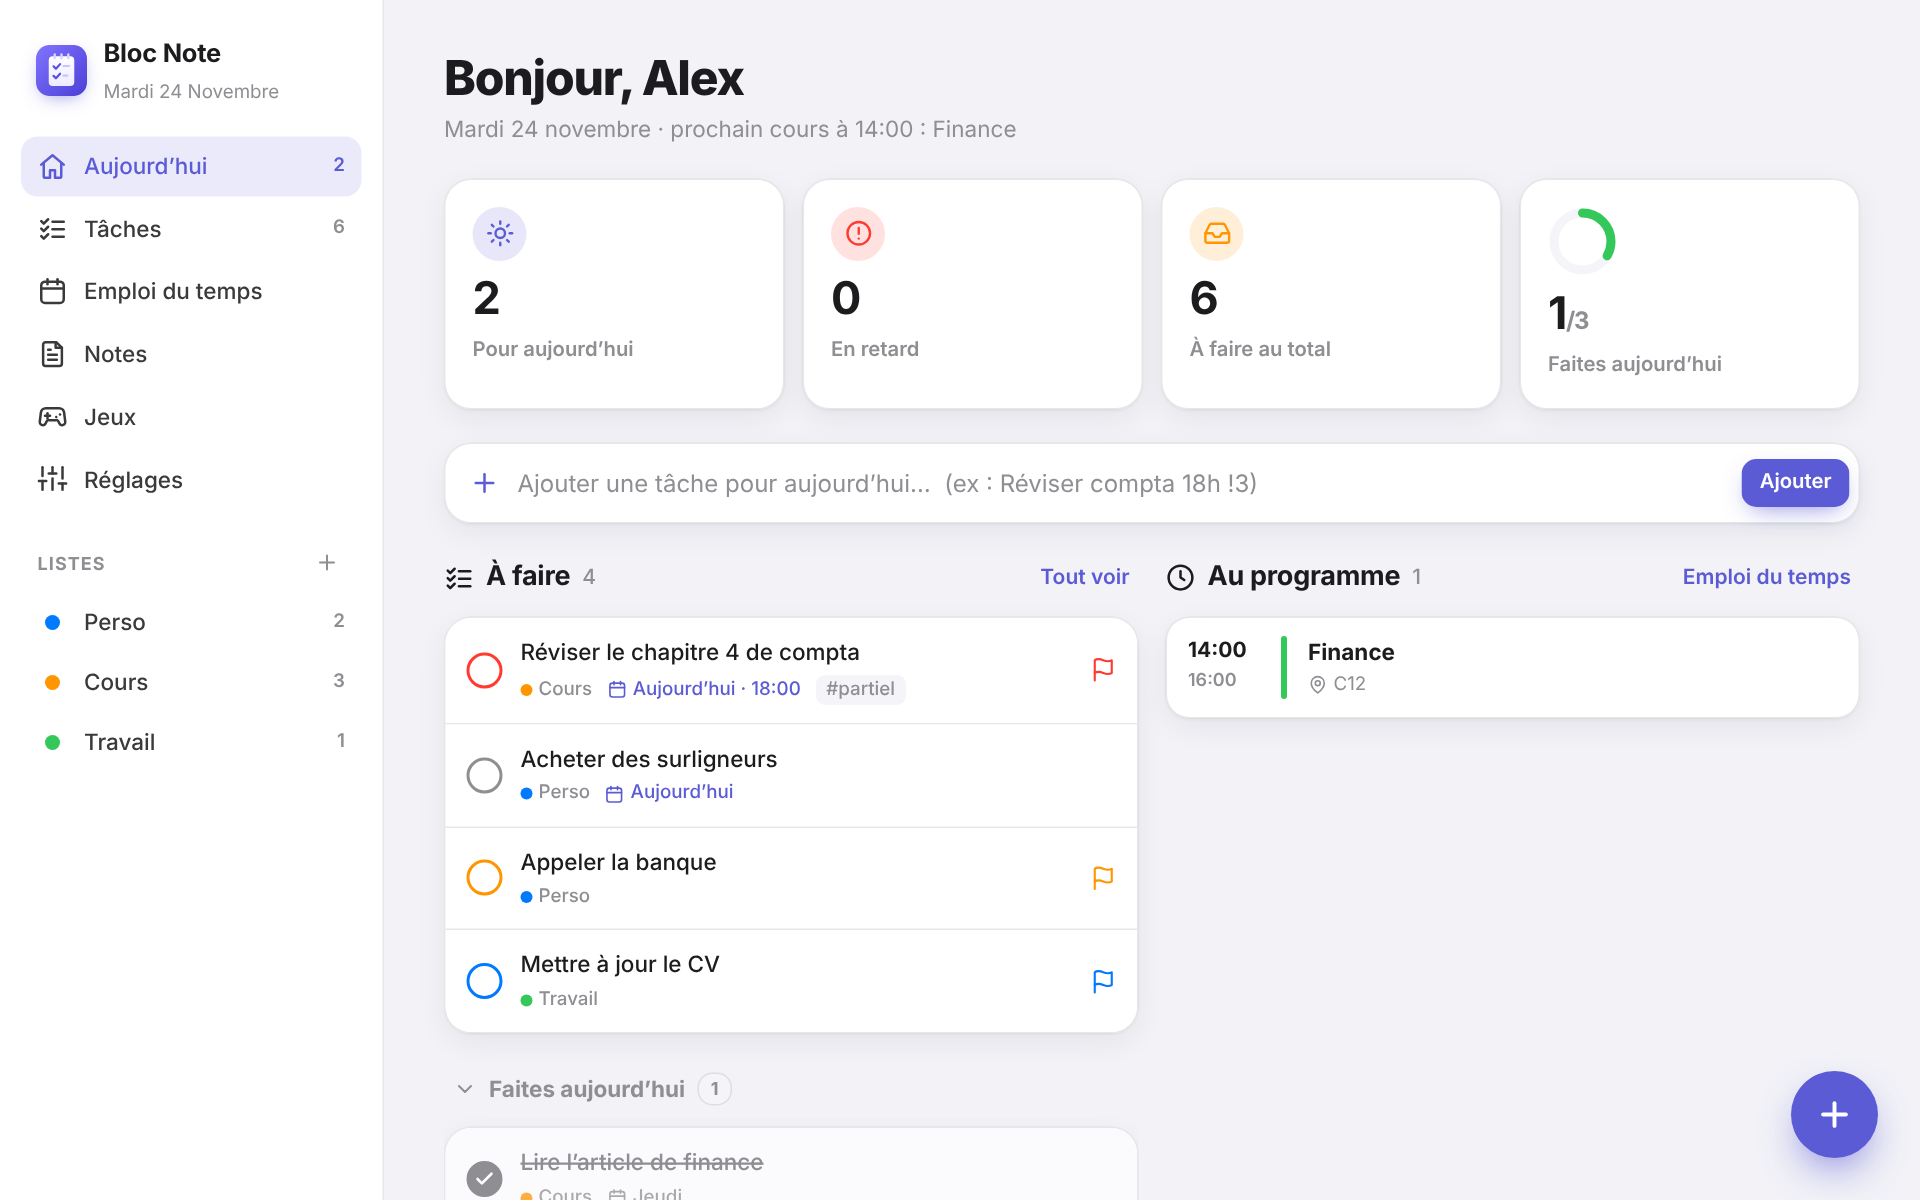 Bloc Note
Mardi 24 Novembre
Aujourd’hui 2
Tâches 6
Emploi du temps
Notes
Jeux
Réglages
LISTES
Perso 2
Cours 3
Travail 1
Bonjour, Alex
Mardi 24 novembre · prochain cours à 14:00 : Finance
2
Pour aujourd’hui
0
En retard
6
À faire au total
1/3
Faites aujourd’hui
Ajouter une tâche pour aujourd’hui… (ex : Réviser compta 18h !3)
Ajouter
À faire 4
Tout voir
Réviser le chapitre 4 de compta
Cours Aujourd’hui · 18:00 #partiel
Acheter des surligneurs
Perso Aujourd’hui
Appeler la banque
Perso
Mettre à jour le CV
Travail
Faites aujourd’hui 1
Lire l’article de finance
Cours Jeudi
Au programme 1
Emploi du temps
14:00 Finance
16:00 C12